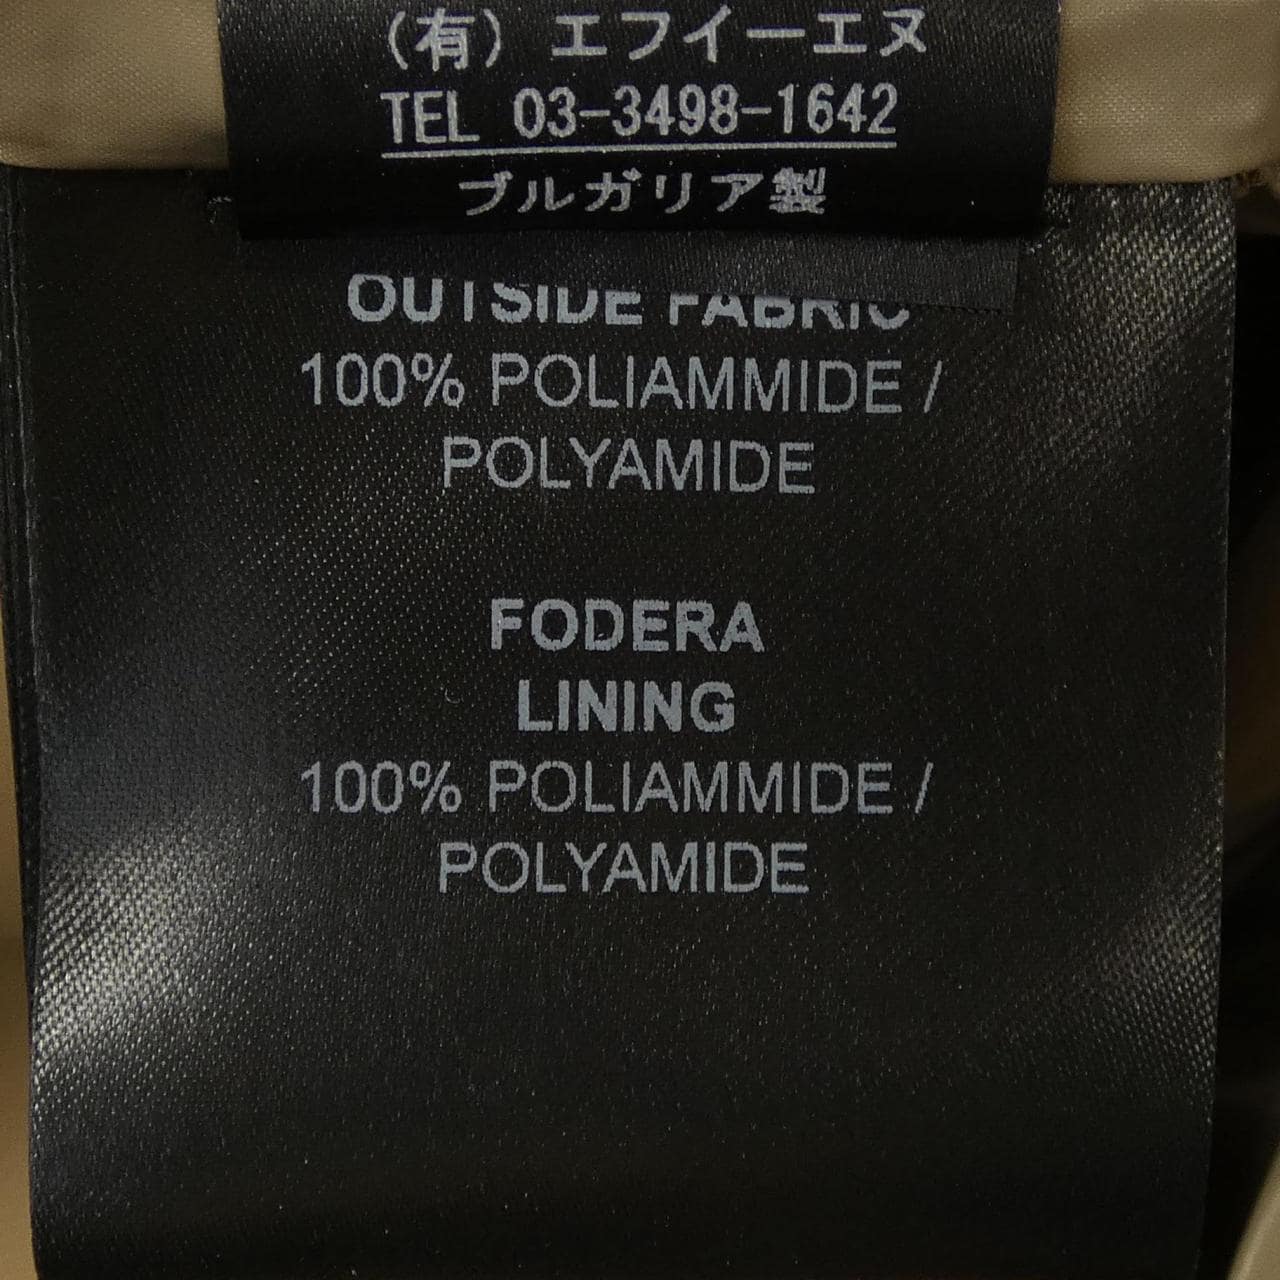 (有) エフイーエヌ
TEL 03-3498-1642
ブルガリア製
OUTSIDE FABRIC
100% POLIAMMIDE /
POLYAMIDE
FODERA
LINING
100% POLIAMMIDE /
POLYAMIDE